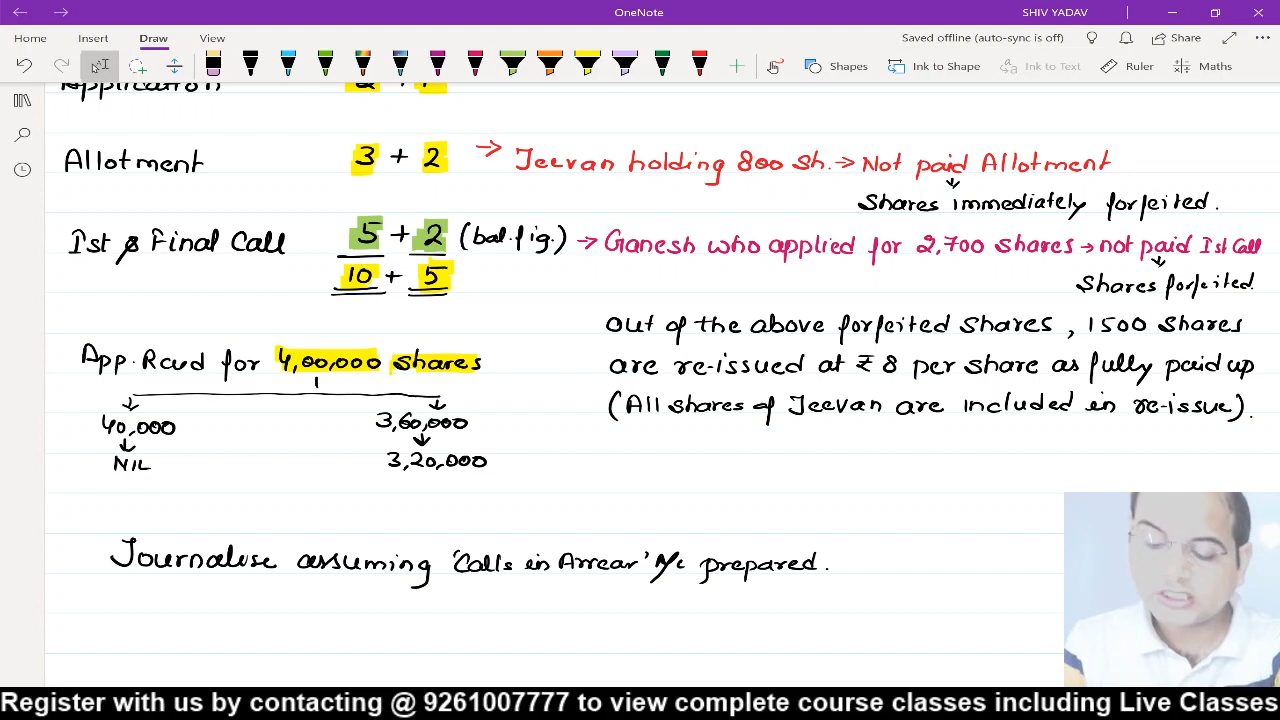 OneNote
SHIV YADAV
Home Insert Draw View
Saved offline (auto-sync is off)
Share
Shapes
Ink to Shape
Ink to Text
Ruler
Maths
Application 2 + 1
Allotment 3 + 2 → Jeevan holding 800 Sh. → Not paid Allotment
Shares immediately forfeited.
Ist & Final Call 5 + 2 (bal. fig.) → Ganesh who applied for 2,700 shares → not paid Ist Call
10 + 5
Shares forfeited.
Out of the above forfeited shares, 1500 shares
are re-issued at ₹ 8 per share as fully paid up
(All shares of Jeevan are included in re-issue).
App. Rcvd for 4,00,000 shares
40,000 3,60,000
NIL 3,20,000
Journalise assuming 'Calls in Arrear' A/c prepared.
Register with us by contacting @ 9261007777 to view complete course classes including Live Classes